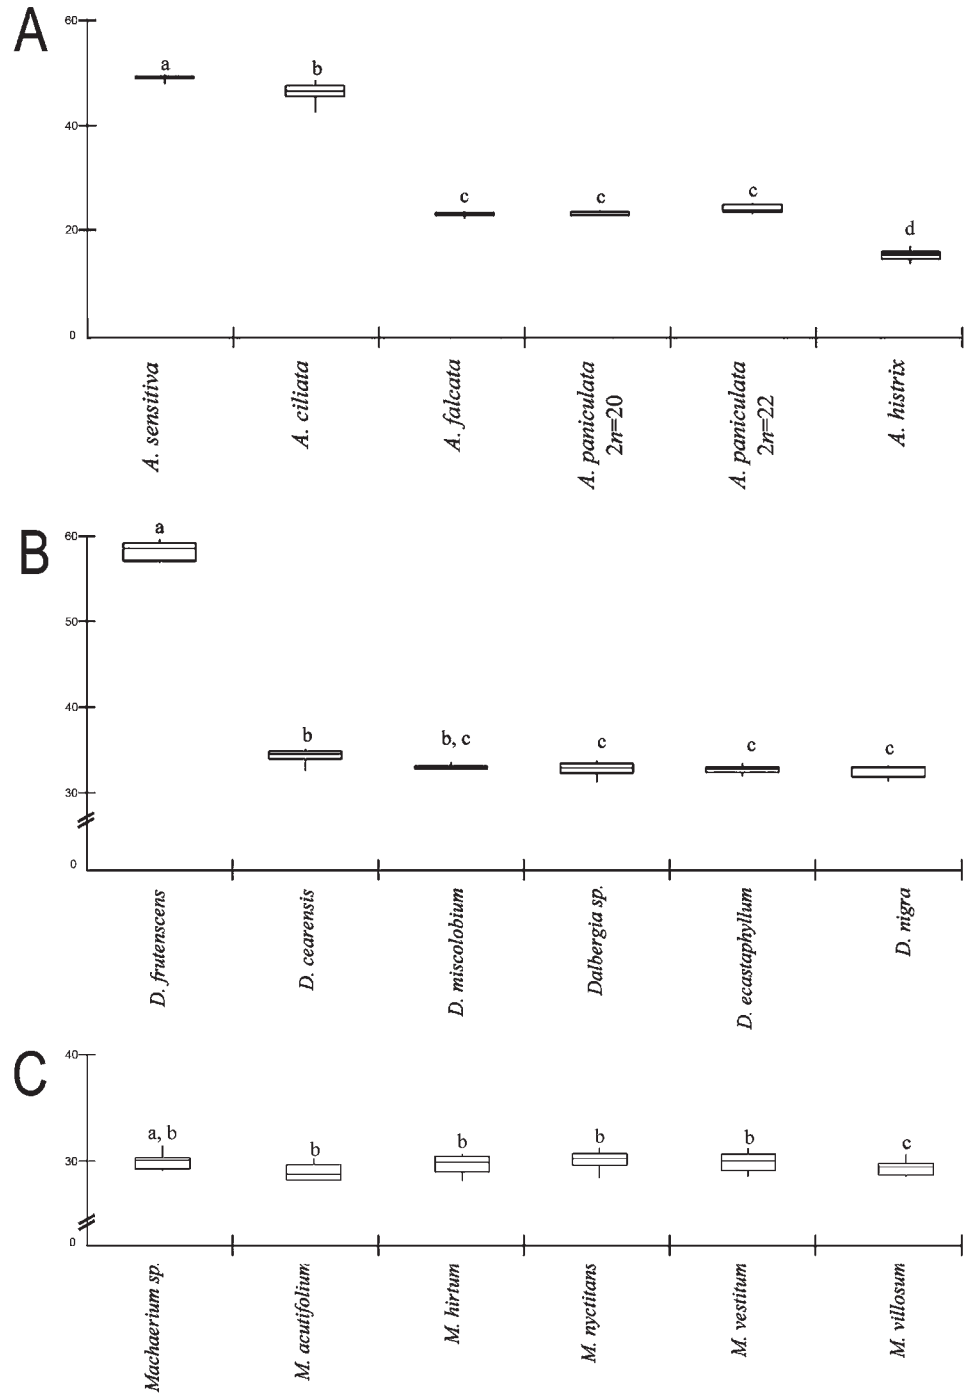 A
60
40
20
0
a
b
c
c
c
d
A. sensitiva
A. ciliata
A. falcata
A. paniculata
2n=20
A. paniculata
2n=22
A. histrix
B
60
50
40
30
0
a
b
b, c
c
c
c
D. frutenscens
D. cearensis
D. miscolobium
Dalbergia sp.
D. ecastaphyllum
D. nigra
C
40
30
0
a, b
b
b
b
b
c
Machaerium sp.
M. acutifolium
M. hirtum
M. nyctitans
M. vestitum
M. villosum